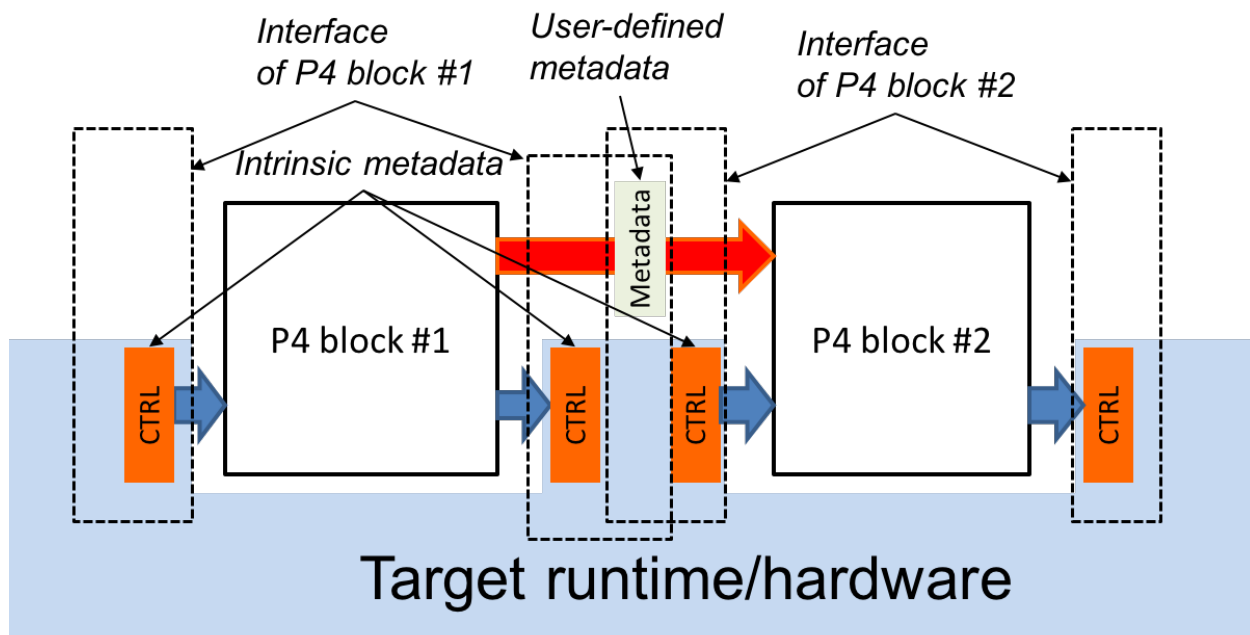 Interface
of P4 block #1
User-defined
metadata
Interface
of P4 block #2
Intrinsic metadata
Metadata
P4 block #1
P4 block #2
CTRL
CTRL
CTRL
CTRL
Target runtime/hardware